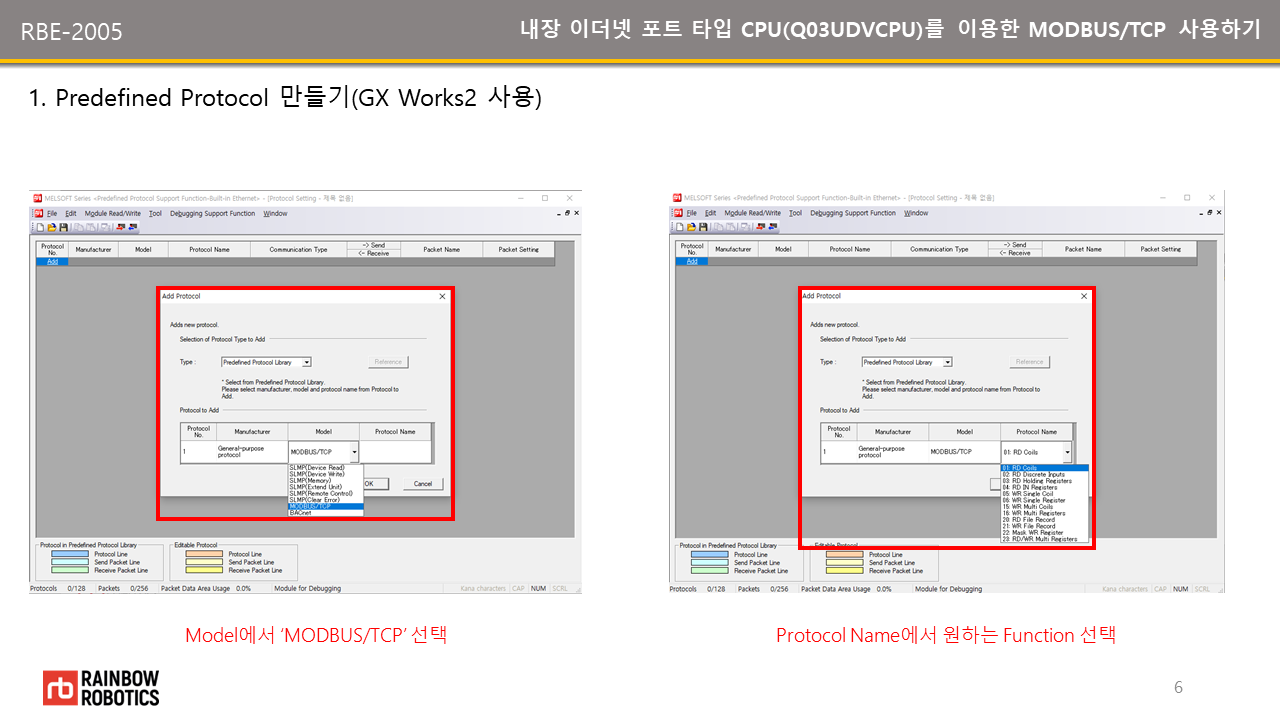 RBE-2005
내장 이더넷 포트 타입 CPU(Q03UDVCPU)를 이용한 MODBUS/TCP 사용하기
1. Predefined Protocol 만들기(GX Works2 사용)
MELSOFT Series <Predefined Protocol Support Function-Built-in Ethernet> - [Protocol Setting - 제목 없음]
File Edit Module Read/Write Tool Debugging Support Function Window
Protocol No. Manufacturer Model Protocol Name Communication Type -> Send <- Receive Packet Name Packet Setting
Add
Add Protocol
Adds new protocol.
Selection of Protocol Type to Add
Type : Predefined Protocol Library Reference
* Select from Predefined Protocol Library.
Please select manufacturer, model and protocol name from Protocol to
Add.
Protocol to Add
Protocol No. Manufacturer Model Protocol Name
1 General-purpose protocol MODBUS/TCP
SLMP(Device Read)
SLMP(Device Write)
SLMP(Memory)
SLMP(Extend Unit)
SLMP(Remote Control)
SLMP(Clear Error)
MODBUS/TCP
BACnet
OK Cancel
Protocol in Predefined Protocol Library
Protocol Line
Send Packet Line
Receive Packet Line
Editable Protocol
Protocol Line
Send Packet Line
Receive Packet Line
Protocols 0/128 Packets 0/256 Packet Data Area Usage 0.0% Module for Debugging Kana characters CAP NUM SCRL
Model에서 ‘MODBUS/TCP’ 선택
MELSOFT Series <Predefined Protocol Support Function-Built-in Ethernet> - [Protocol Setting - 제목 없음]
File Edit Module Read/Write Tool Debugging Support Function Window
Protocol No. Manufacturer Model Protocol Name Communication Type -> Send <- Receive Packet Name Packet Setting
Add
Add Protocol
Adds new protocol.
Selection of Protocol Type to Add
Type : Predefined Protocol Library Reference
* Select from Predefined Protocol Library.
Please select manufacturer, model and protocol name from Protocol to
Add.
Protocol to Add
Protocol No. Manufacturer Model Protocol Name
1 General-purpose protocol MODBUS/TCP 01: RD Coils
01: RD Coils
02: RD Discrete Inputs
03: RD Holding Registers
04: RD IN Registers
05: WR Single Coil
06: WR Single Register
15: WR Multi Coils
16: WR Multi Registers
20: RD File Record
21: WR File Record
22: Mask WR Register
23: RD/WR Multi Registers
Protocol in Predefined Protocol Library
Protocol Line
Send Packet Line
Receive Packet Line
Editable Protocol
Protocol Line
Send Packet Line
Receive Packet Line
Protocols 0/128 Packets 0/256 Packet Data Area Usage 0.0% Module for Debugging Kana characters CAP NUM SCRL
Protocol Name에서 원하는 Function 선택
RAINBOW
ROBOTICS
6